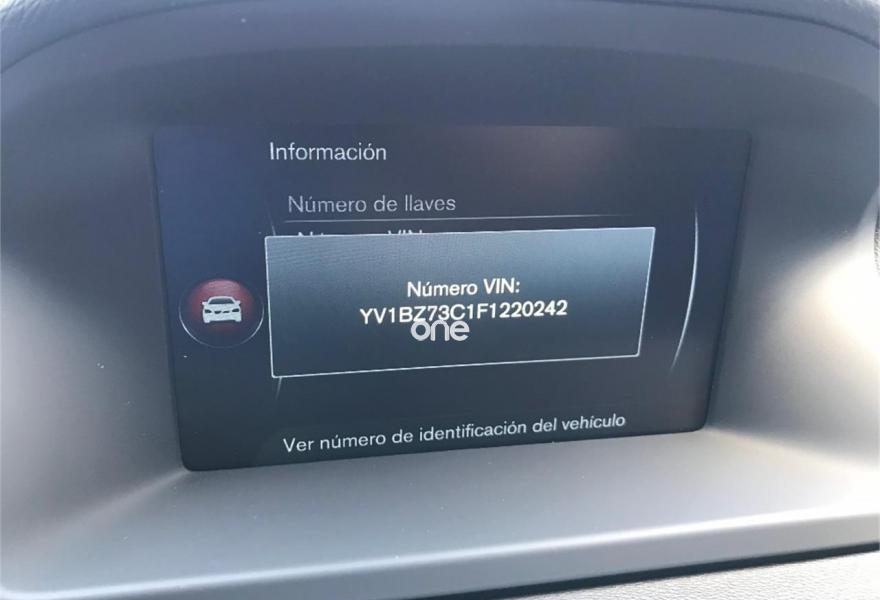 Información
Número de llaves
Número VIN:
YV1BZ73C1F1220242
one
Ver número de identificación del vehículo